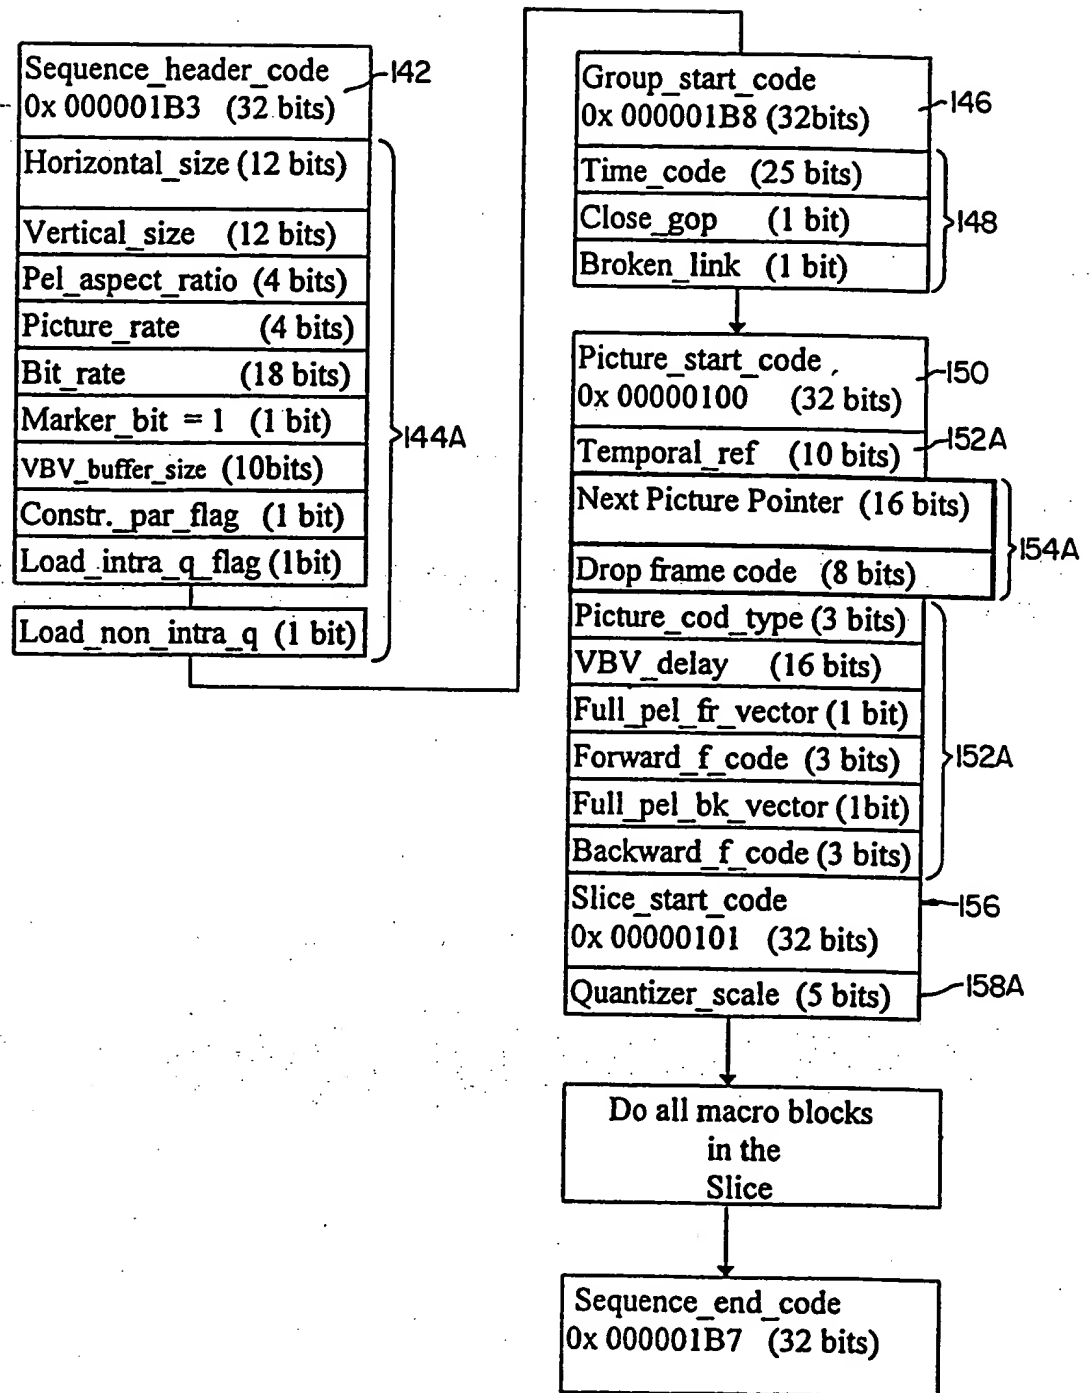 Sequence_header_code
0x 000001B3 (32 bits)
142
Horizontal_size (12 bits)
Vertical_size (12 bits)
Pel_aspect_ratio (4 bits)
Picture_rate (4 bits)
Bit_rate (18 bits)
Marker_bit = 1 (1 bit)
VBV_buffer_size (10bits)
Constr._par_flag (1 bit)
Load_intra_q_flag (1bit)
Load_non_intra_q (1 bit)
144A
Group_start_code
0x 000001B8 (32bits)
146
Time_code (25 bits)
Close_gop (1 bit)
Broken_link (1 bit)
148
Picture_start_code
0x 00000100 (32 bits)
150
Temporal_ref (10 bits)
152A
Next Picture Pointer (16 bits)
Drop frame code (8 bits)
154A
Picture_cod_type (3 bits)
VBV_delay (16 bits)
Full_pel_fr_vector (1 bit)
Forward_f_code (3 bits)
Full_pel_bk_vector (1bit)
Backward_f_code (3 bits)
152A
Slice_start_code
0x 00000101 (32 bits)
156
Quantizer_scale (5 bits)
158A
Do all macro blocks
in the
Slice
Sequence_end_code
0x 000001B7 (32 bits)